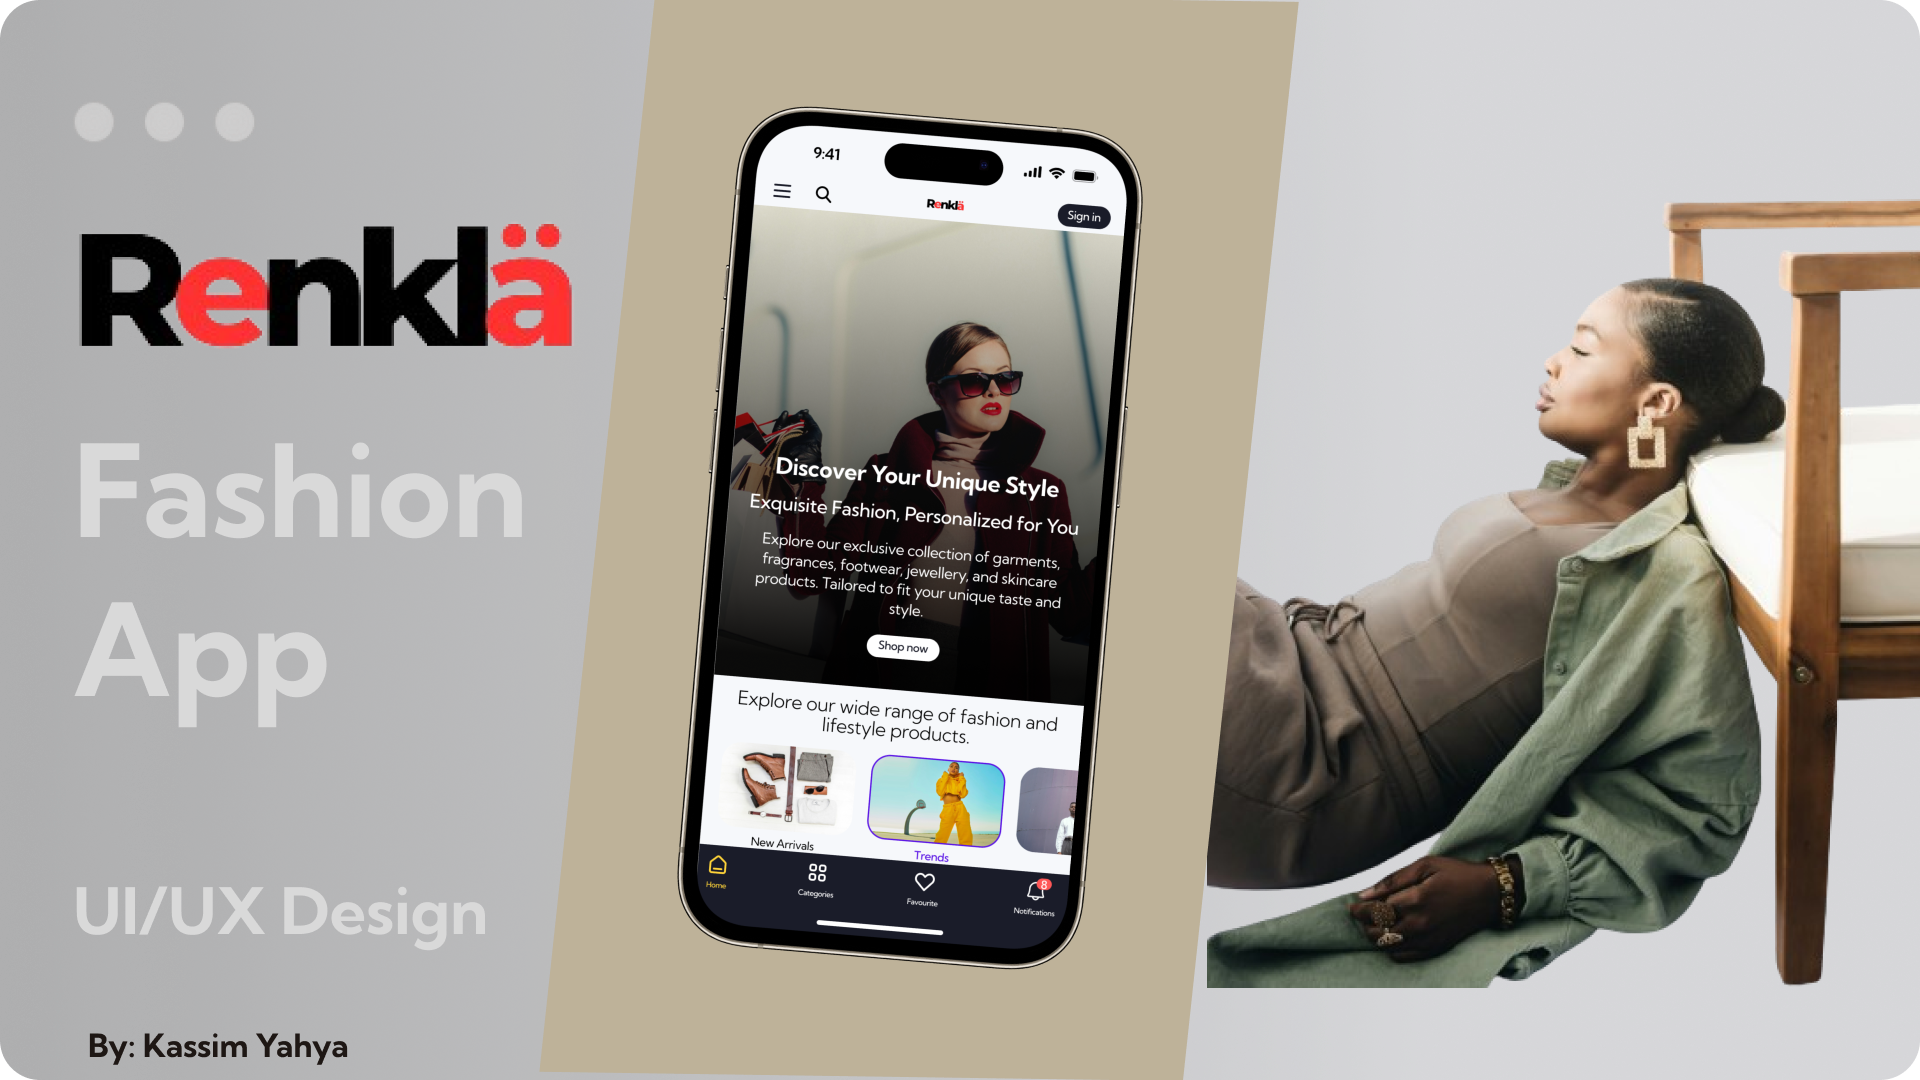 Renklä
Fashion
App
UI/UX Design
By: Kassim Yahya
9:41
Renklä
Sign in
Discover Your Unique Style
Exquisite Fashion, Personalized for You
Explore our exclusive collection of garments,
fragrances, footwear, jewellery, and skincare
products. Tailored to fit your unique taste and
style.
Shop now
Explore our wide range of fashion and
lifestyle products.
New Arrivals
Trends
Home
Categories
Favourite
8
Notifications